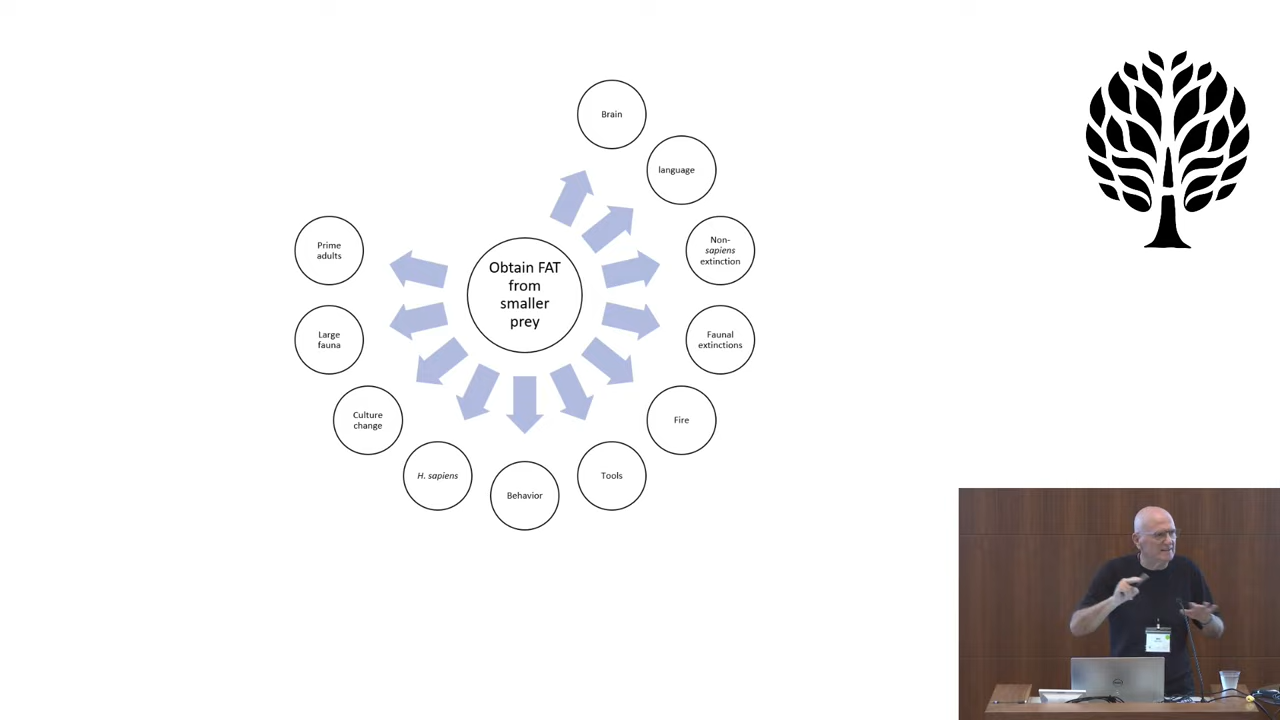 Brain
language
Non-
sapiens
extinction
Prime
adults
Obtain FAT
from
smaller
prey
Large
fauna
Faunal
extinctions
Culture
change
Fire
H. sapiens
Tools
Behavior